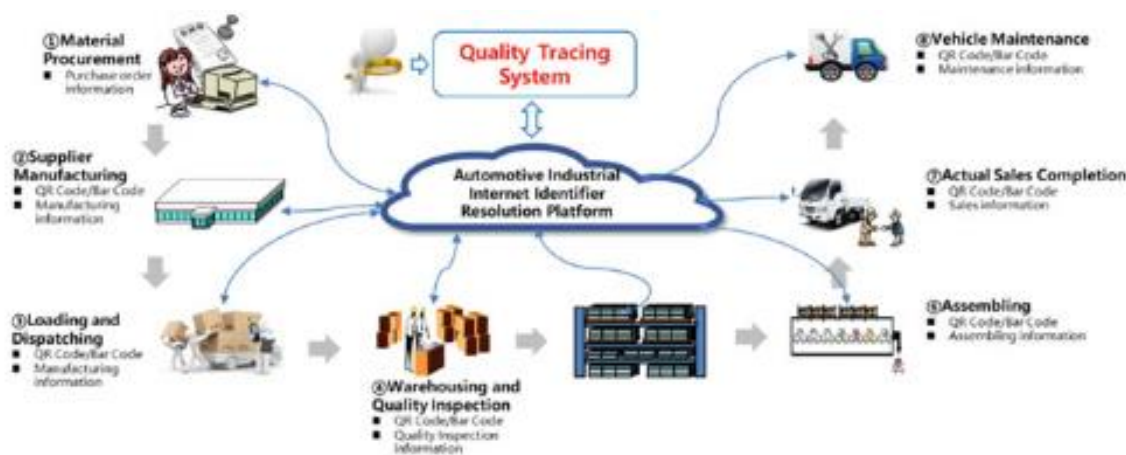 ①Material
Procurement
■ Purchase order
information
②Supplier
Manufacturing
■ QR Code/Bar Code
■ Manufacturing
information
③Loading and
Dispatching
■ QR Code/Bar Code
■ Manufacturing
information
④Warehousing and
Quality Inspection
■ QR Code/Bar Code
■ Quality Inspection
information
Quality Tracing
System
Automotive Industrial
Internet Identifier
Resolution Platform
⑧Vehicle Maintenance
■ QR Code/Bar Code
■ Maintenance information
⑦Actual Sales Completion
■ QR Code/Bar Code
■ Sales information
⑥Assembling
■ QR Code/Bar Code
■ Assembling information